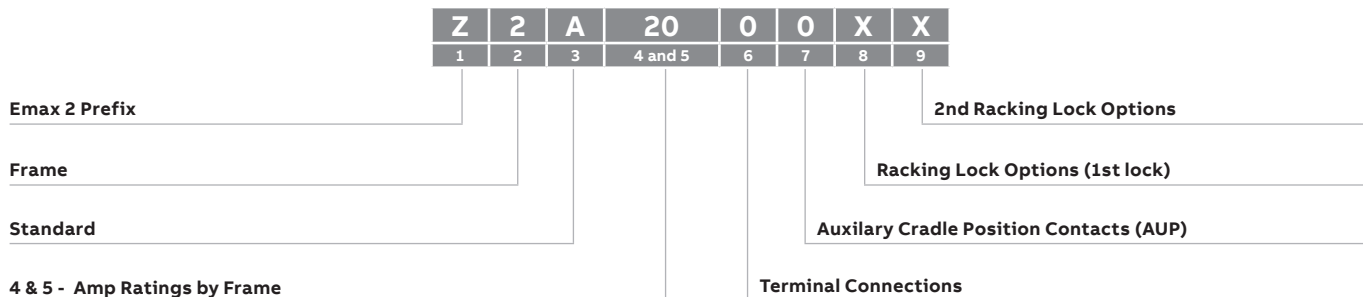 Z 2 A 20 0 0 X X
1 2 3 4 and 5 6 7 8 9
Emax 2 Prefix
2nd Racking Lock Options
Frame
Racking Lock Options (1st lock)
Standard
Auxilary Cradle Position Contacts (AUP)
4 & 5 - Amp Ratings by Frame
Terminal Connections